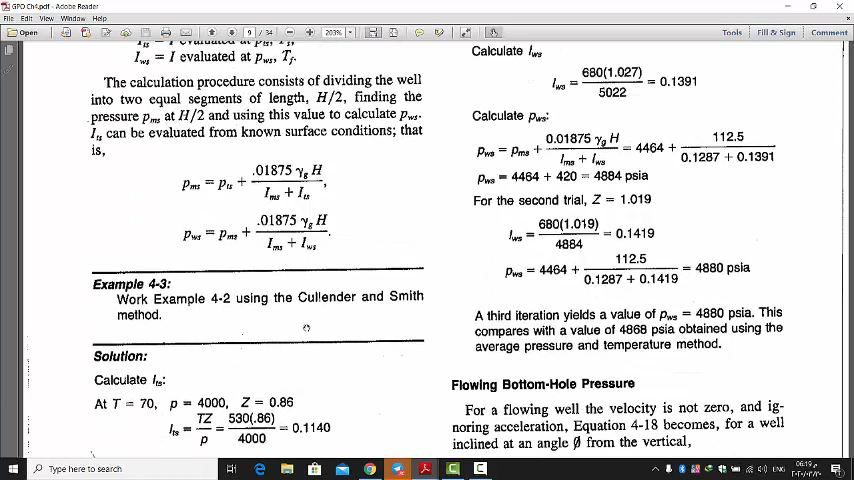 GPO Ch4.pdf - Adobe Reader
File Edit View Window Help
Open 9 / 34 203% Tools Fill & Sign Comment
I_ts = I evaluated at p_ts, T_s,
I_ws = I evaluated at p_ws, T_f.
The calculation procedure consists of dividing the well
into two equal segments of length, H/2, finding the
pressure p_ms at H/2 and using this value to calculate p_ws.
I_ts can be evaluated from known surface conditions; that
is,
p_ms = p_ts + .01875 γ_g H / (I_ms + I_ts),
p_ws = p_ms + .01875 γ_g H / (I_ms + I_ws).
Example 4-3:
Work Example 4-2 using the Cullender and Smith
method.
Solution:
Calculate I_ts:
At T = 70, p = 4000, Z = 0.86
I_ts = TZ / p = 530(.86) / 4000 = 0.1140
Calculate I_ws
I_ws = 680(1.027) / 5022 = 0.1391
Calculate p_ws:
p_ws = p_ms + 0.01875 γ_g H / (I_ms + I_ws) = 4464 + 112.5 / (0.1287 + 0.1391)
p_ws = 4464 + 420 = 4884 psia
For the second trial, Z = 1.019
I_ws = 680(1.019) / 4884 = 0.1419
p_ws = 4464 + 112.5 / (0.1287 + 0.1419) = 4880 psia
A third iteration yields a value of p_ws = 4880 psia. This
compares with a value of 4868 psia obtained using the
average pressure and temperature method.
Flowing Bottom-Hole Pressure
For a flowing well the velocity is not zero, and ig-
noring acceleration, Equation 4-18 becomes, for a well
inclined at an angle Ø from the vertical,
Type here to search
ENG
06:19